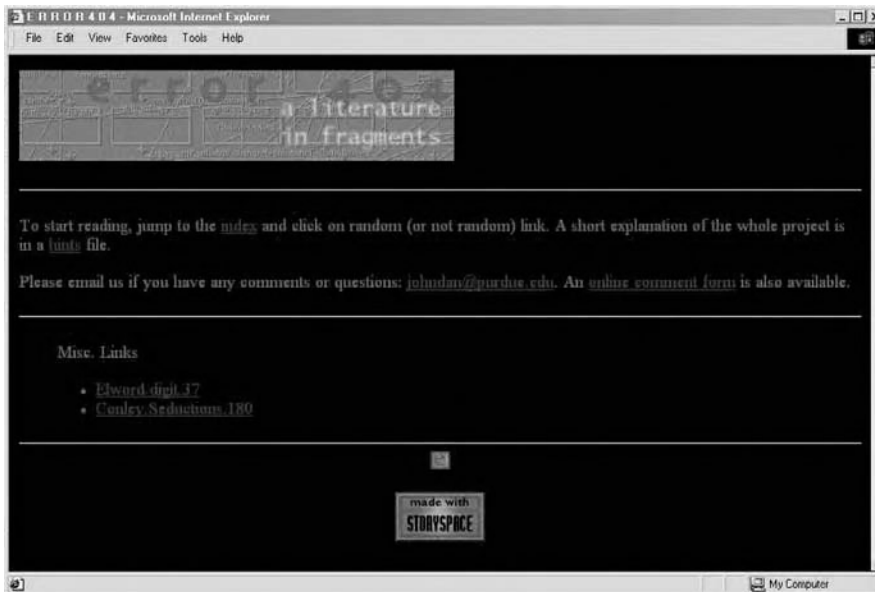 E R R O R 4 0 4 - Microsoft Internet Explorer
File Edit View Favorites Tools Help
error 404
a literature
in fragments
To start reading, jump to the index and click on random (or not random) link. A short explanation of the whole project is
in a hints file.
Please email us if you have any comments or questions: johndan@purdue.edu. An online comment form is also available.
Misc. Links
• Elword.digit.37
• Conley.Seductions.180
made with
STORYSPACE
My Computer